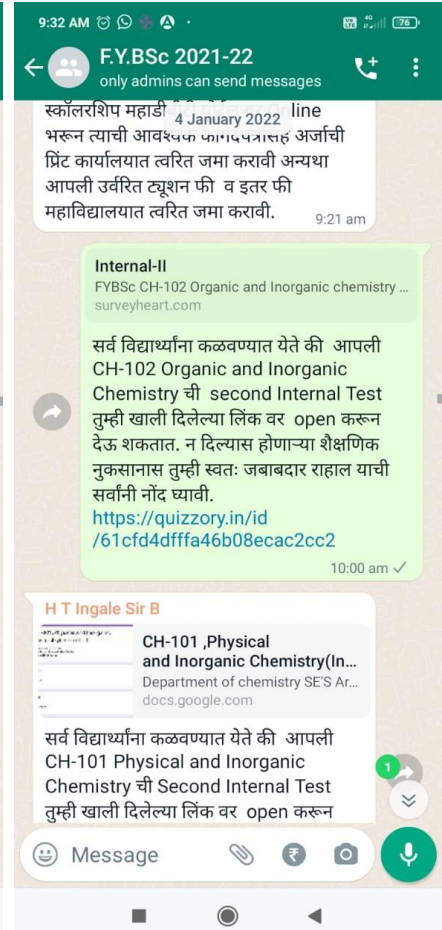 9:32 AM
4G
76
F.Y.BSc 2021-22
only admins can send messages
स्कॉलरशिप महाडी
line
4 January 2022
भरून त्याची आवश्यक कागदपत्रांसह अर्जाची
प्रिंट कार्यालयात त्वरित जमा करावी अन्यथा
आपली उर्वरित ट्यूशन फी व इतर फी
महाविद्यालयात त्वरित जमा करावी.
9:21 am
Internal-II
FYBSc CH-102 Organic and Inorganic chemistry ...
surveyheart.com
सर्व विद्यार्थ्यांना कळवण्यात येते की आपली
CH-102 Organic and Inorganic
Chemistry ची second Internal Test
तुम्ही खाली दिलेल्या लिंक वर open करून
देऊ शकतात. न दिल्यास होणाऱ्या शैक्षणिक
नुकसानास तुम्ही स्वतः जबाबदार राहाल याची
सर्वांनी नोंद घ्यावी.
https://quizzory.in/id
/61cfd4dfffa46b08ecac2cc2
10:00 am
H T Ingale Sir B
CH-101 ,Physical
and Inorganic Chemistry(In...
Department of chemistry SE'S Ar...
docs.google.com
सर्व विद्यार्थ्यांना कळवण्यात येते की आपली
CH-101 Physical and Inorganic
1
Chemistry ची Second Internal Test
तुम्ही खाली दिलेल्या लिंक वर open करून
Message